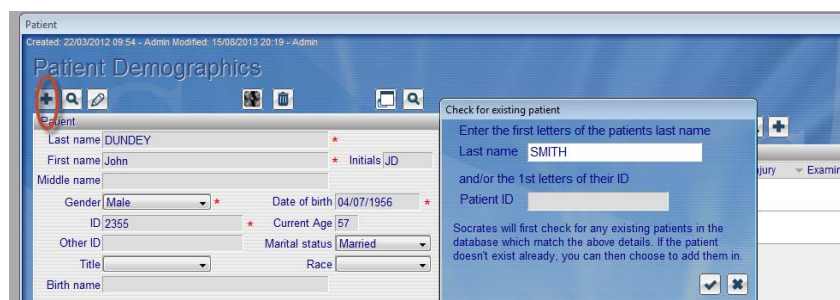 Patient
Created: 22/03/2012 09:54 - Admin Modified: 15/08/2013 20:19 - Admin
Patient Demographics
Patient
Last name DUNDEY *
First name John * Initials JD
Middle name
Gender Male * Date of birth 04/07/1956 *
ID 2355 * Current Age 57
Other ID Marital status Married
Title Race
Birth name
Check for existing patient
Enter the first letters of the patients last name
Last name SMITH
and/or the 1st letters of their ID
Patient ID
Socrates will first check for any existing patients in the
database which match the above details. If the patient
doesn't exist already, you can then choose to add them in.